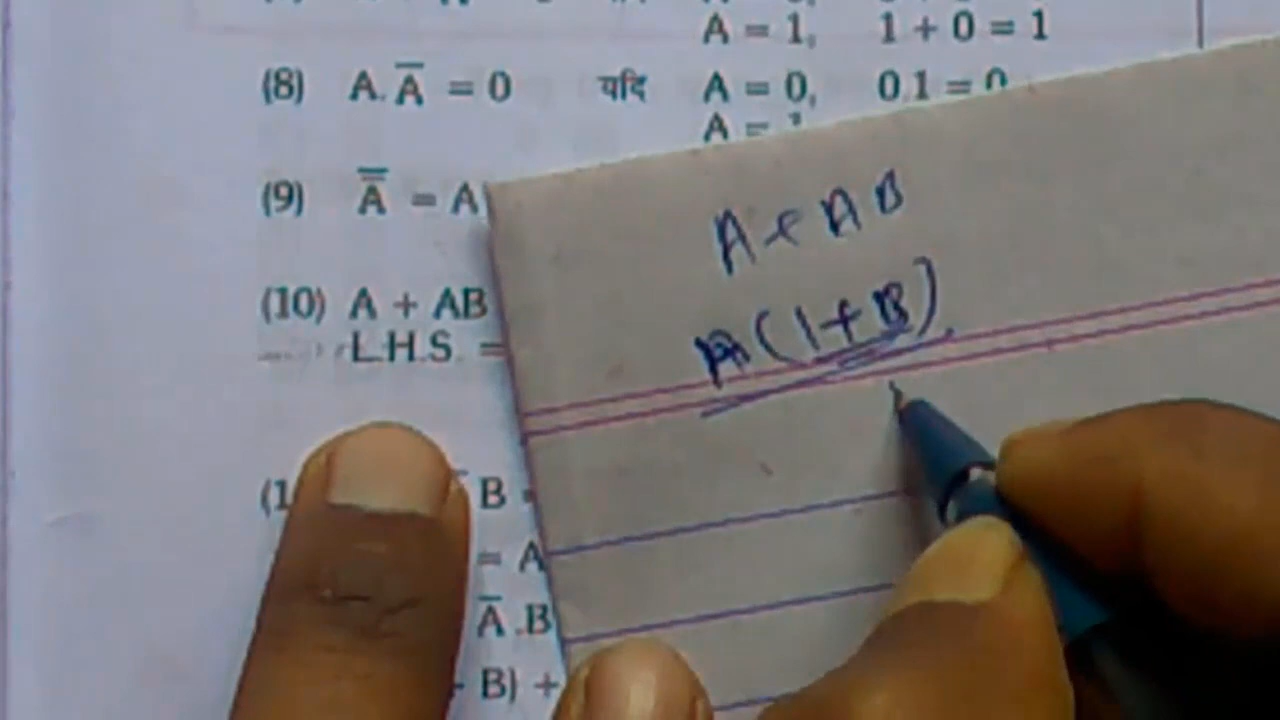 A = 1, 1 + 0 = 1
(8) A. A̅ = 0 यदि A = 0, 0.1 = 0
A =
(9) A̿ = A
(10) A + AB
L.H.S. =
A + AB
A(1+B)
B
= A
A̅ .B
B) +